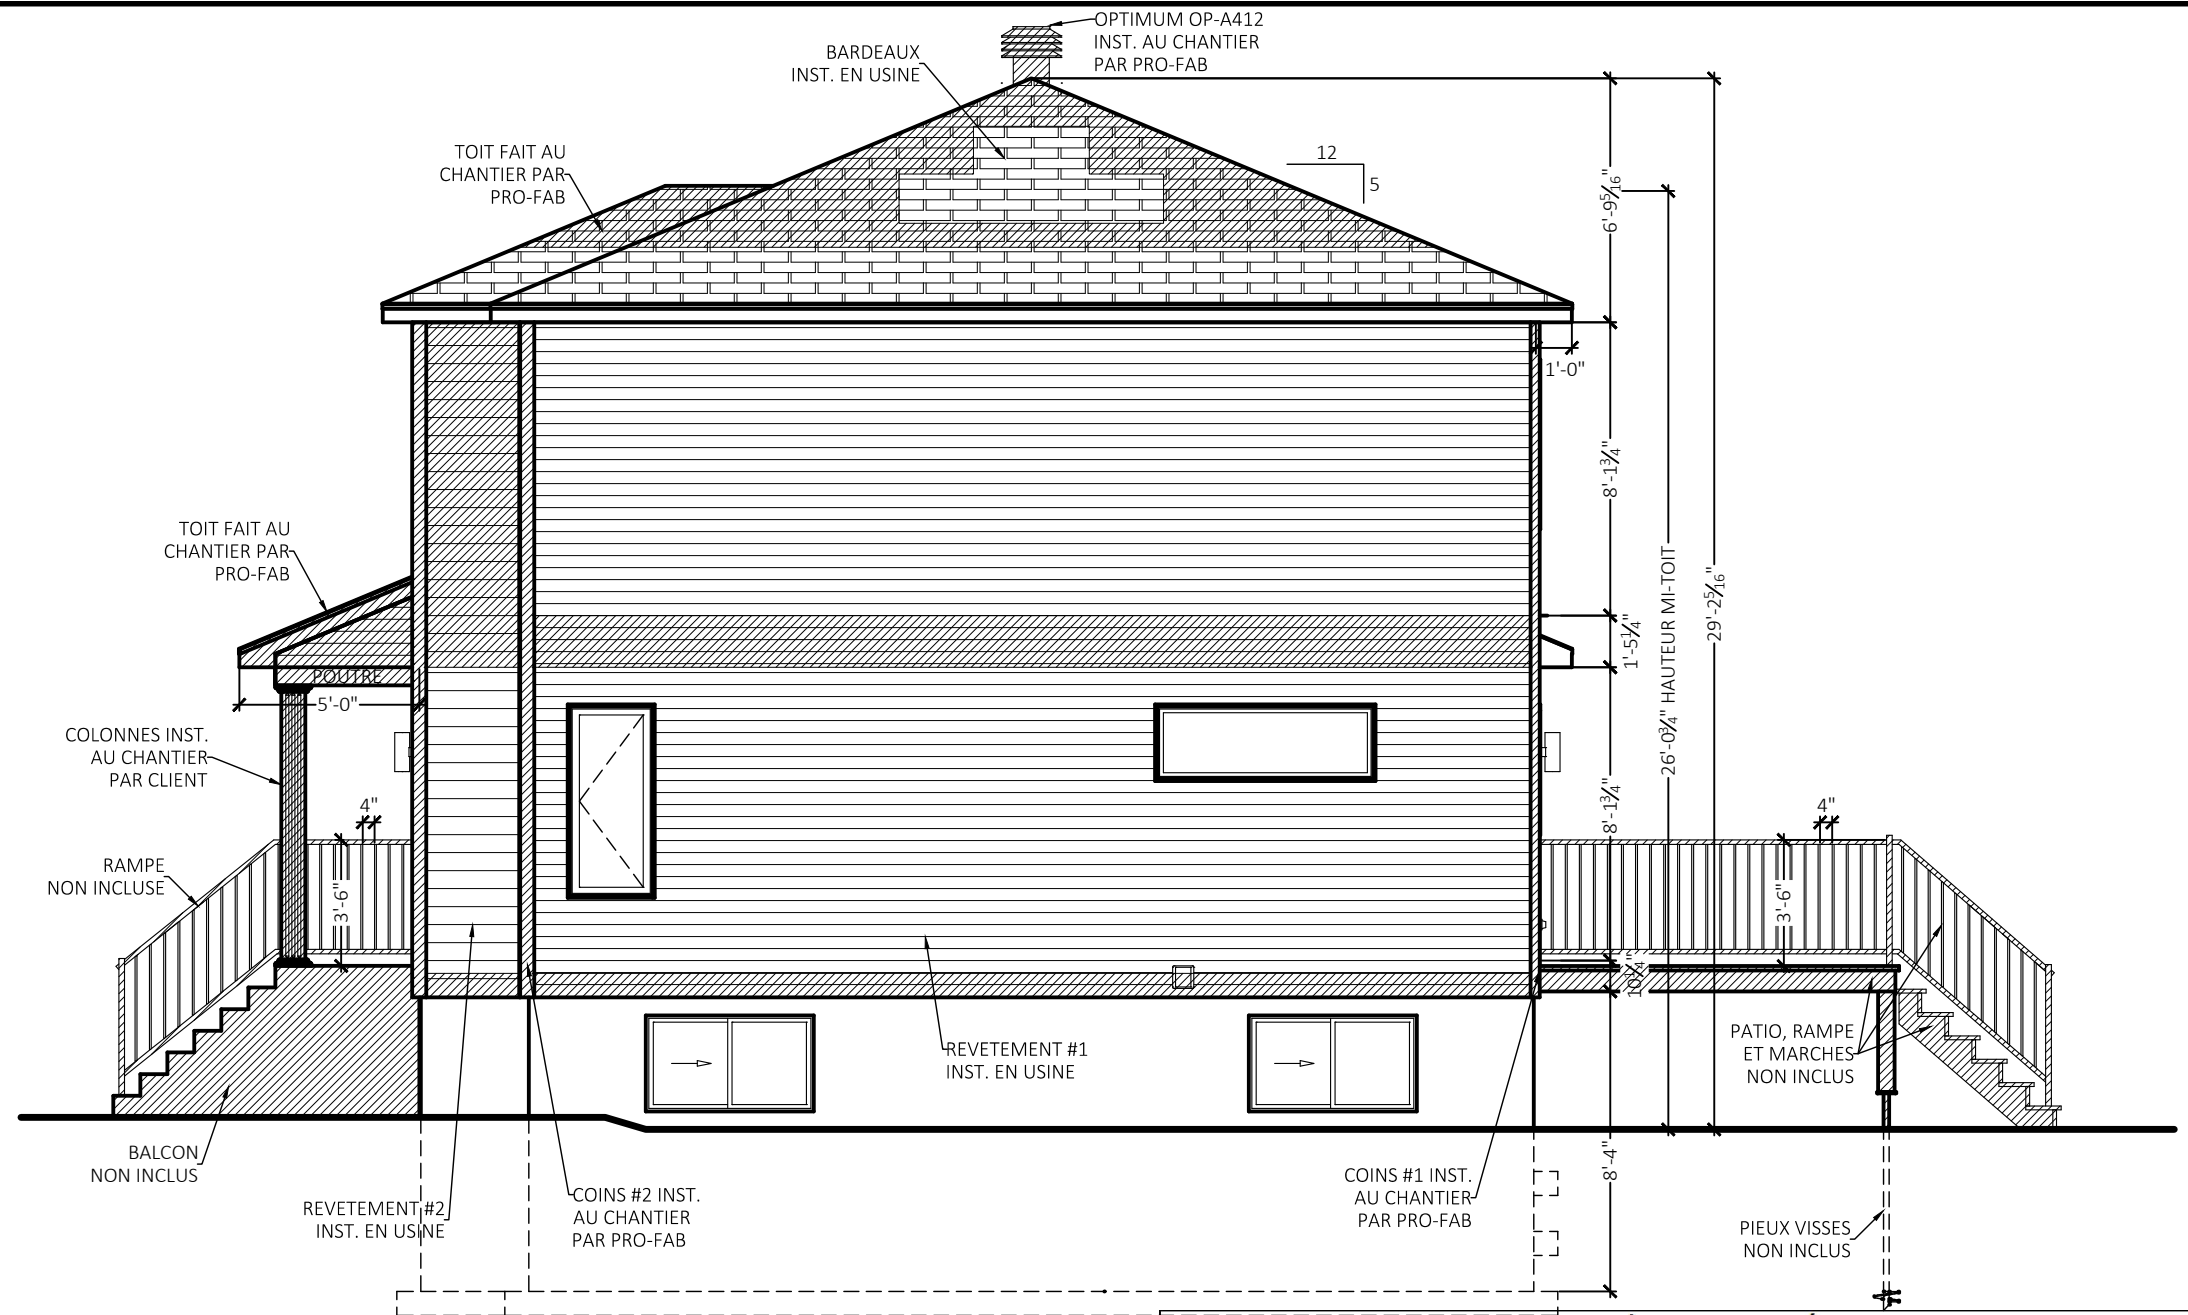 OPTIMUM OP-A412
INST. AU CHANTIER
PAR PRO-FAB
BARDEAUX
INST. EN USINE
TOIT FAIT AU
CHANTIER PAR
PRO-FAB
12
5
6'-9 5/16"
1'-0"
8'-1 3/4"
26'-0 3/4" HAUTEUR MI-TOIT
29'-2 5/16"
TOIT FAIT AU
CHANTIER PAR
PRO-FAB
1'-5 1/4"
POUTRE
5'-0"
COLONNES INST.
AU CHANTIER
PAR CLIENT
8'-1 3/4"
4"
4"
RAMPE
NON INCLUSE
3'-6"
3'-6"
10 3/4"
REVETEMENT #1
INST. EN USINE
PATIO, RAMPE
ET MARCHES
NON INCLUS
BALCON
NON INCLUS
REVETEMENT #2
INST. EN USINE
COINS #2 INST.
AU CHANTIER
PAR PRO-FAB
COINS #1 INST.
AU CHANTIER
PAR PRO-FAB
8'-4"
PIEUX VISSES
NON INCLUS